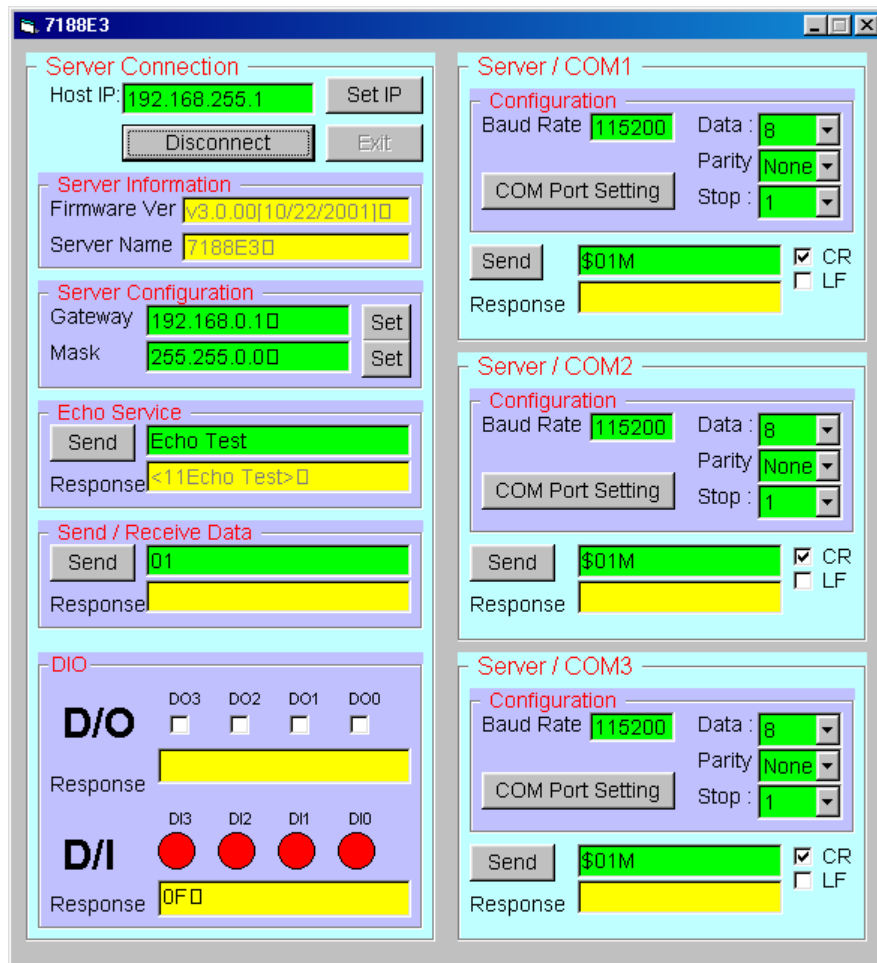 7188E3
Server Connection
Host IP: 192.168.255.1 Set IP
Disconnect Exit
Server Information
Firmware Ver v3.0.00[10/22/2001]
Server Name 7188E3
Server Configuration
Gateway 192.168.0.1 Set
Mask 255.255.0.0 Set
Echo Service
Send Echo Test
Response <11Echo Test>
Send / Receive Data
Send 01
Response
DIO
D/O DO3 DO2 DO1 DO0
Response
D/I DI3 DI2 DI1 DI0
Response 0F
Server / COM1
Configuration
Baud Rate 115200 Data : 8
Parity None
COM Port Setting Stop : 1
Send $01M CR
LF
Response
Server / COM2
Configuration
Baud Rate 115200 Data : 8
Parity None
COM Port Setting Stop : 1
Send $01M CR
LF
Response
Server / COM3
Configuration
Baud Rate 115200 Data : 8
Parity None
COM Port Setting Stop : 1
Send $01M CR
LF
Response